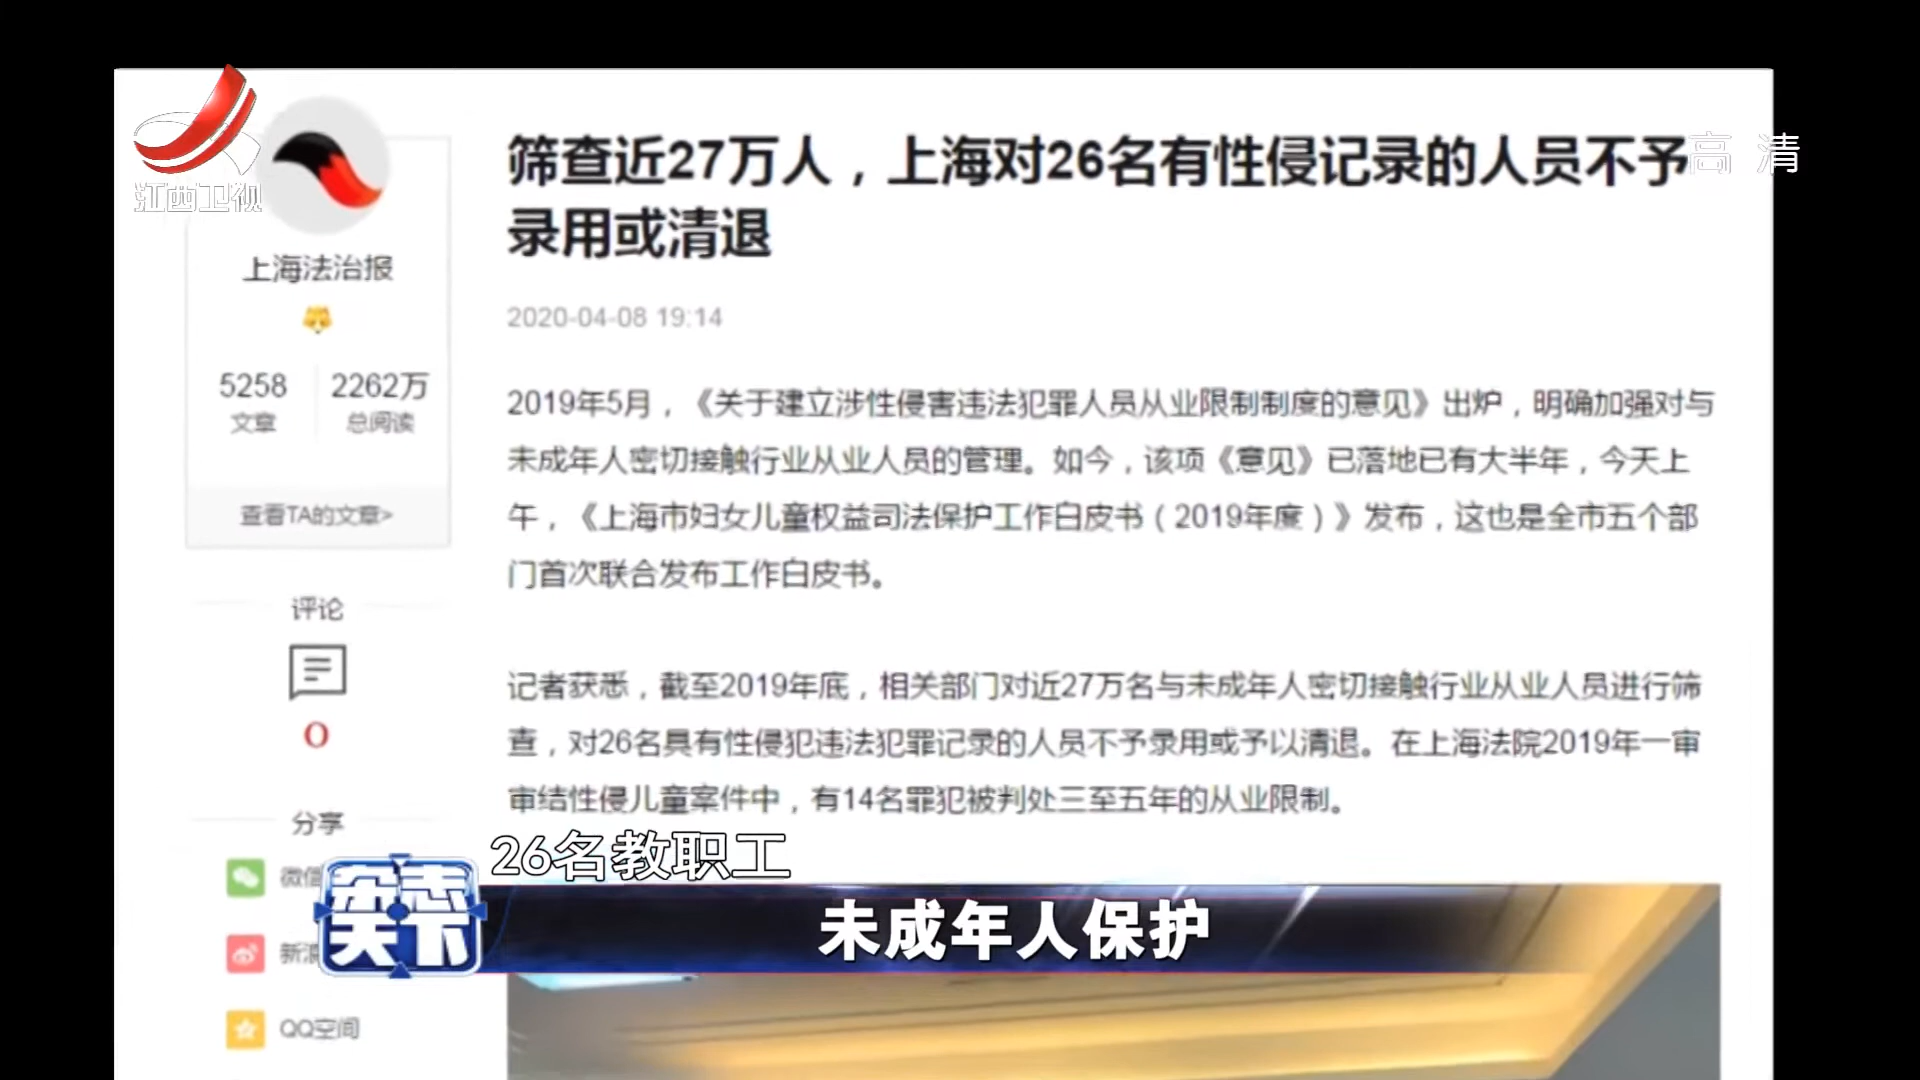 江西卫视
高 清
筛查近27万人，上海对26名有性侵记录的人员不予
录用或清退
2020-04-08 19:14
上海法治报
5258
文章
2262万
总阅读
查看TA的文章>
评论
0
分享
微信
新浪
QQ空间
2019年5月，《关于建立涉性侵害违法犯罪人员从业限制制度的意见》出炉，明确加强对与
未成年人密切接触行业从业人员的管理。如今，该项《意见》已落地已有大半年，今天上
午，《上海市妇女儿童权益司法保护工作白皮书（2019年度）》发布，这也是全市五个部
门首次联合发布工作白皮书。
记者获悉，截至2019年底，相关部门对近27万名与未成年人密切接触行业从业人员进行筛
查，对26名具有性侵犯违法犯罪记录的人员不予录用或予以清退。在上海法院2019年一审
审结性侵儿童案件中，有14名罪犯被判处三至五年的从业限制。
26名教职工
杂志
天下
未成年人保护